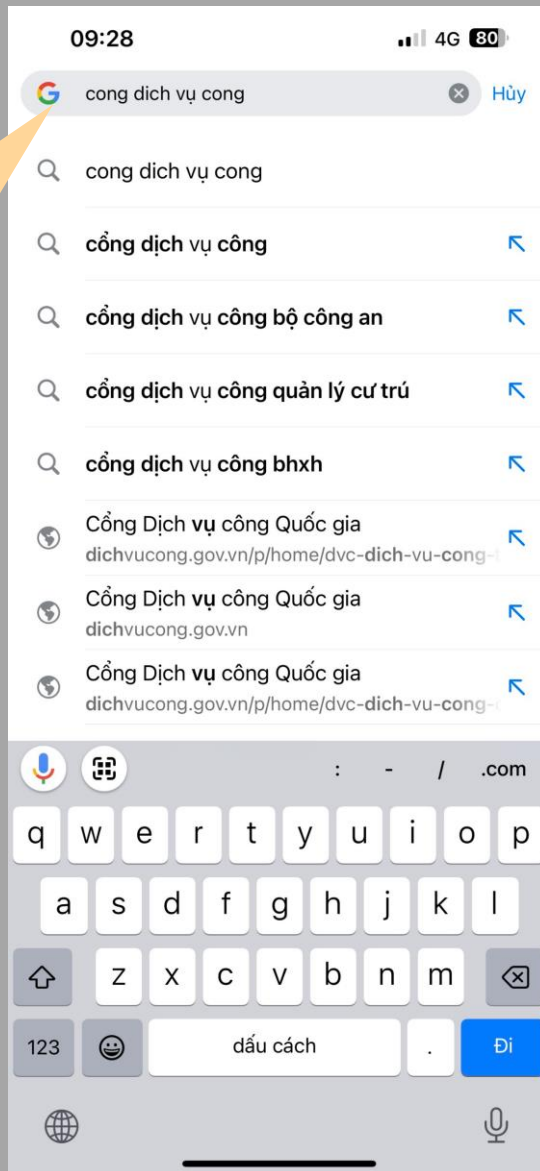 09:28 4G 80
cong dich vụ cong Hủy
cong dich vụ cong
cổng dịch vụ công
cổng dịch vụ công bộ công an
cổng dịch vụ công quản lý cư trú
cổng dịch vụ công bhxh
Cổng Dịch vụ công Quốc gia
dichvucong.gov.vn/p/home/dvc-dich-vu-cong-
Cổng Dịch vụ công Quốc gia
dichvucong.gov.vn
Cổng Dịch vụ công Quốc gia
dichvucong.gov.vn/p/home/dvc-dich-vu-cong-
: - / .com
q w e r t y u i o p
a s d f g h j k l
z x c v b n m
123 dấu cách . Đi